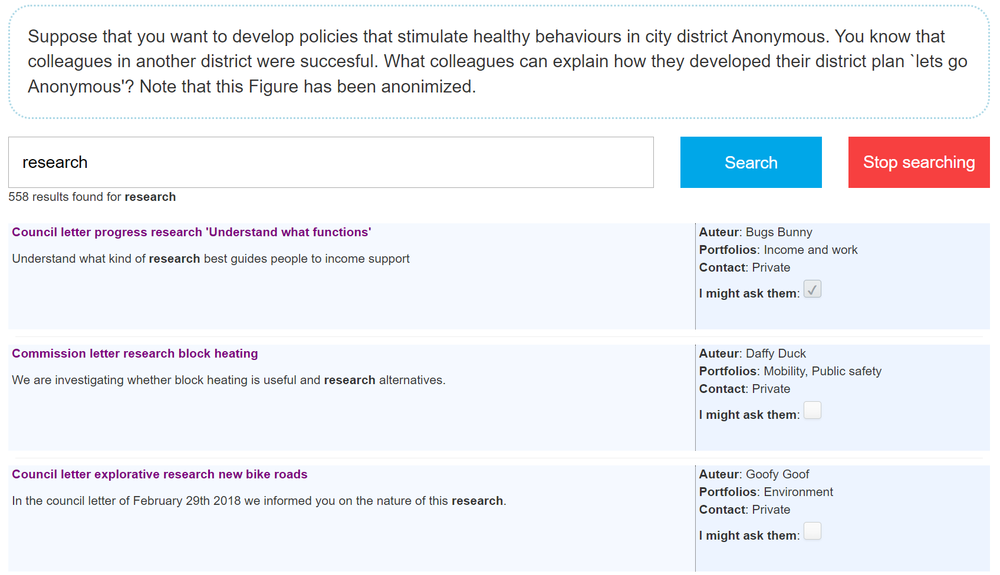 Suppose that you want to develop policies that stimulate healthy behaviours in city district Anonymous. You know that
colleagues in another district were succesful. What colleagues can explain how they developed their district plan `lets go
Anonymous'? Note that this Figure has been anonimized.
research
Search
Stop searching
558 results found for research
Council letter progress research 'Understand what functions'
Understand what kind of research best guides people to income support
Auteur: Bugs Bunny
Portfolios: Income and work
Contact: Private
I might ask them:
Commission letter research block heating
We are investigating whether block heating is useful and research alternatives.
Auteur: Daffy Duck
Portfolios: Mobility, Public safety
Contact: Private
I might ask them:
Council letter explorative research new bike roads
In the council letter of February 29th 2018 we informed you on the nature of this research.
Auteur: Goofy Goof
Portfolios: Environment
Contact: Private
I might ask them: